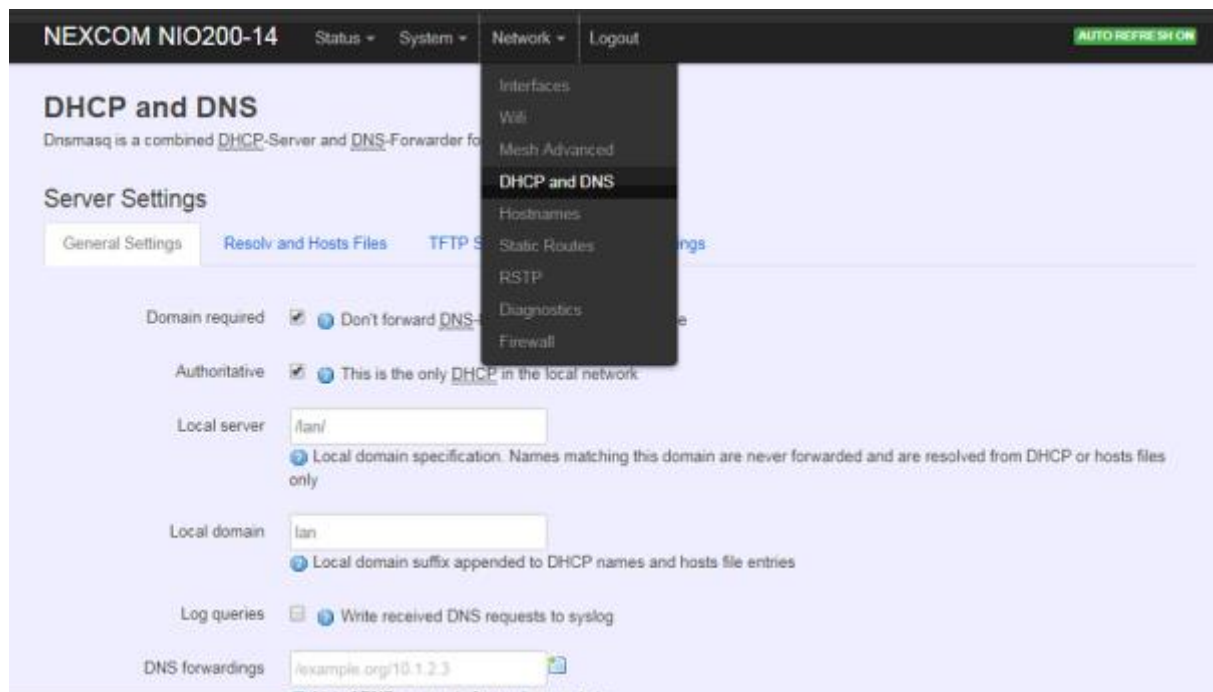 NEXCOM NIO200-14 Status System Network Logout AUTO REFRESH ON
Interfaces
Wifi
Mesh Advanced
DHCP and DNS
Hostnames
Static Routes
RSTP
Diagnostics
Firewall
DHCP and DNS
Dnsmasq is a combined DHCP-Server and DNS-Forwarder
Server Settings
General Settings Resolv and Hosts Files TFTP
Domain required Don't forward DNS-
Authoritative This is the only DHCP in the local network
Local server /lan/
Local domain specification. Names matching this domain are never forwarded and are resolved from DHCP or hosts files
only
Local domain lan
Local domain suffix appended to DHCP names and hosts file entries
Log queries Write received DNS requests to syslog
DNS forwardings /example.org/10.1.2.3